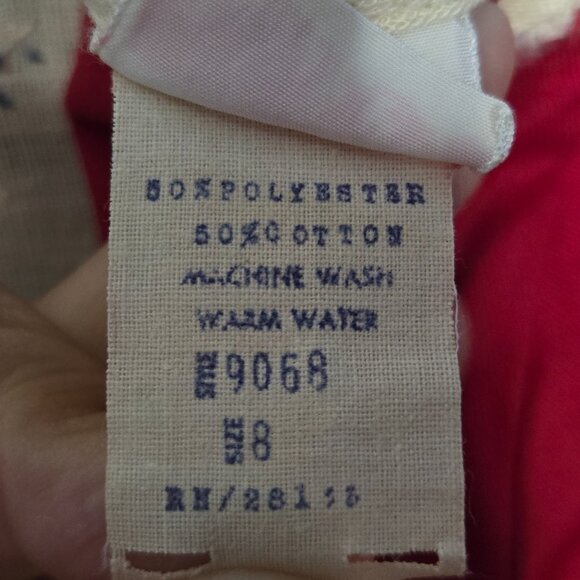 50%POLYESTER
50%COTTON
MACHINE WASH
WARM WATER
STYLE 9068
SIZE 8